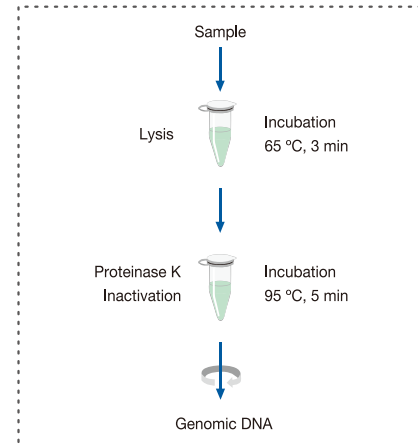 Sample
Lysis
Incubation
65 ºC, 3 min
Proteinase K
Inactivation
Incubation
95 ºC, 5 min
Genomic DNA